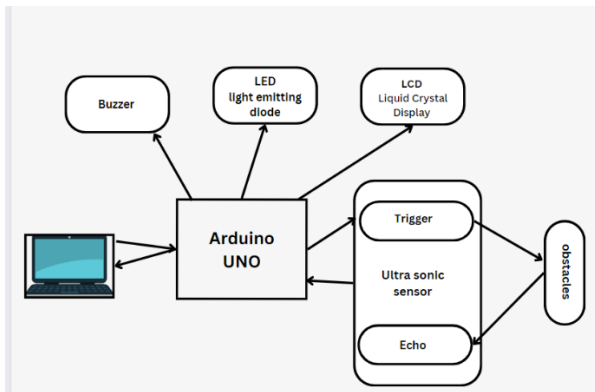 Buzzer
LED
light emitting
diode
LCD
Liquid Crystal
Display
Arduino
UNO
Trigger
Ultra sonic
sensor
Echo
obstacles